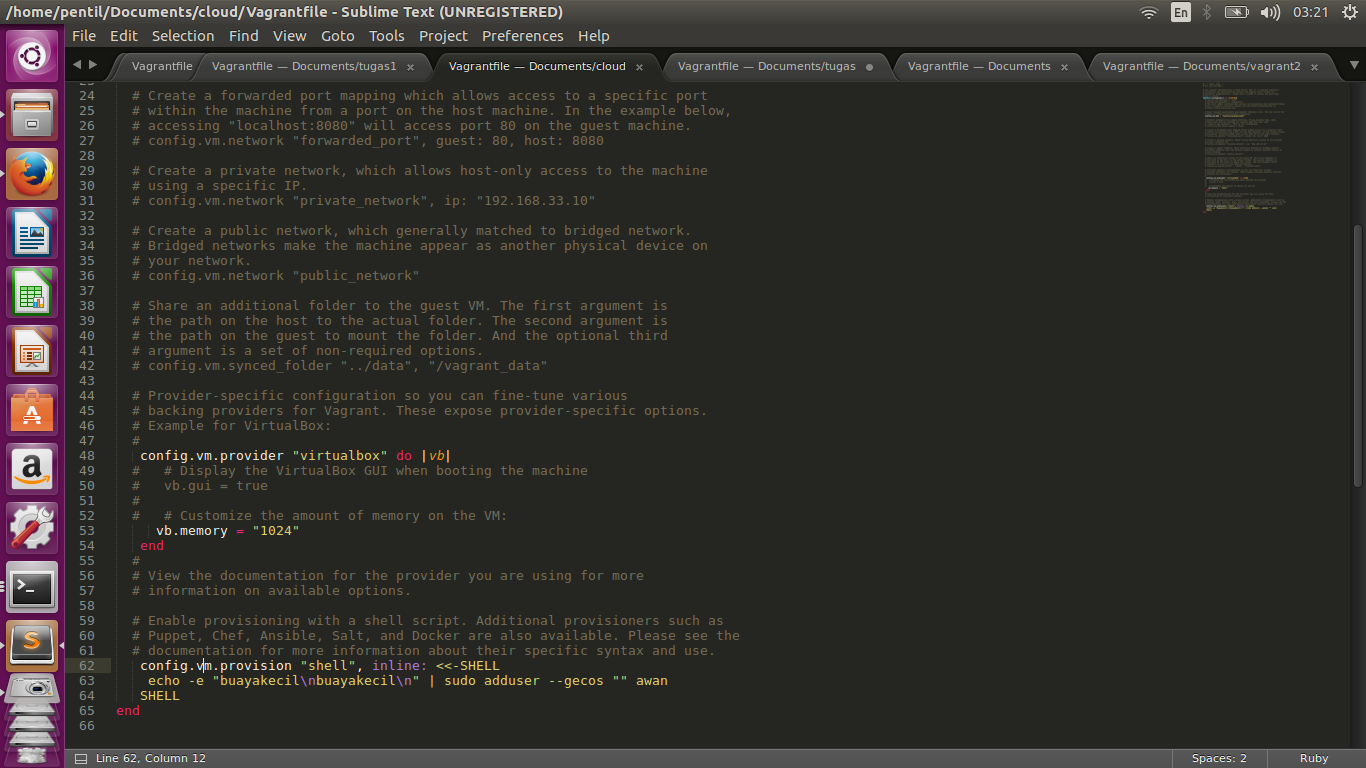 /home/pentil/Documents/cloud/Vagrantfile - Sublime Text (UNREGISTERED)
En
03:21
File Edit Selection Find View Goto Tools Project Preferences Help
Vagrantfile
Vagrantfile — Documents/tugas1 ×
Vagrantfile — Documents/cloud ×
Vagrantfile — Documents/tugas
Vagrantfile — Documents ×
Vagrantfile — Documents/vagrant2 ×
24 # Create a forwarded port mapping which allows access to a specific port
25 # within the machine from a port on the host machine. In the example below,
26 # accessing "localhost:8080" will access port 80 on the guest machine.
27 # config.vm.network "forwarded_port", guest: 80, host: 8080
28
29 # Create a private network, which allows host-only access to the machine
30 # using a specific IP.
31 # config.vm.network "private_network", ip: "192.168.33.10"
32
33 # Create a public network, which generally matched to bridged network.
34 # Bridged networks make the machine appear as another physical device on
35 # your network.
36 # config.vm.network "public_network"
37
38 # Share an additional folder to the guest VM. The first argument is
39 # the path on the host to the actual folder. The second argument is
40 # the path on the guest to mount the folder. And the optional third
41 # argument is a set of non-required options.
42 # config.vm.synced_folder "../data", "/vagrant_data"
43
44 # Provider-specific configuration so you can fine-tune various
45 # backing providers for Vagrant. These expose provider-specific options.
46 # Example for VirtualBox:
47 #
48 config.vm.provider "virtualbox" do |vb|
49 # # Display the VirtualBox GUI when booting the machine
50 # vb.gui = true
51 #
52 # # Customize the amount of memory on the VM:
53 vb.memory = "1024"
54 end
55 #
56 # View the documentation for the provider you are using for more
57 # information on available options.
58
59 # Enable provisioning with a shell script. Additional provisioners such as
60 # Puppet, Chef, Ansible, Salt, and Docker are also available. Please see the
61 # documentation for more information about their specific syntax and use.
62 config.vm.provision "shell", inline: <<-SHELL
63 echo -e "buayakecil\nbuayakecil\n" | sudo adduser --gecos "" awan
64 SHELL
65 end
66
Line 62, Column 12
Spaces: 2
Ruby